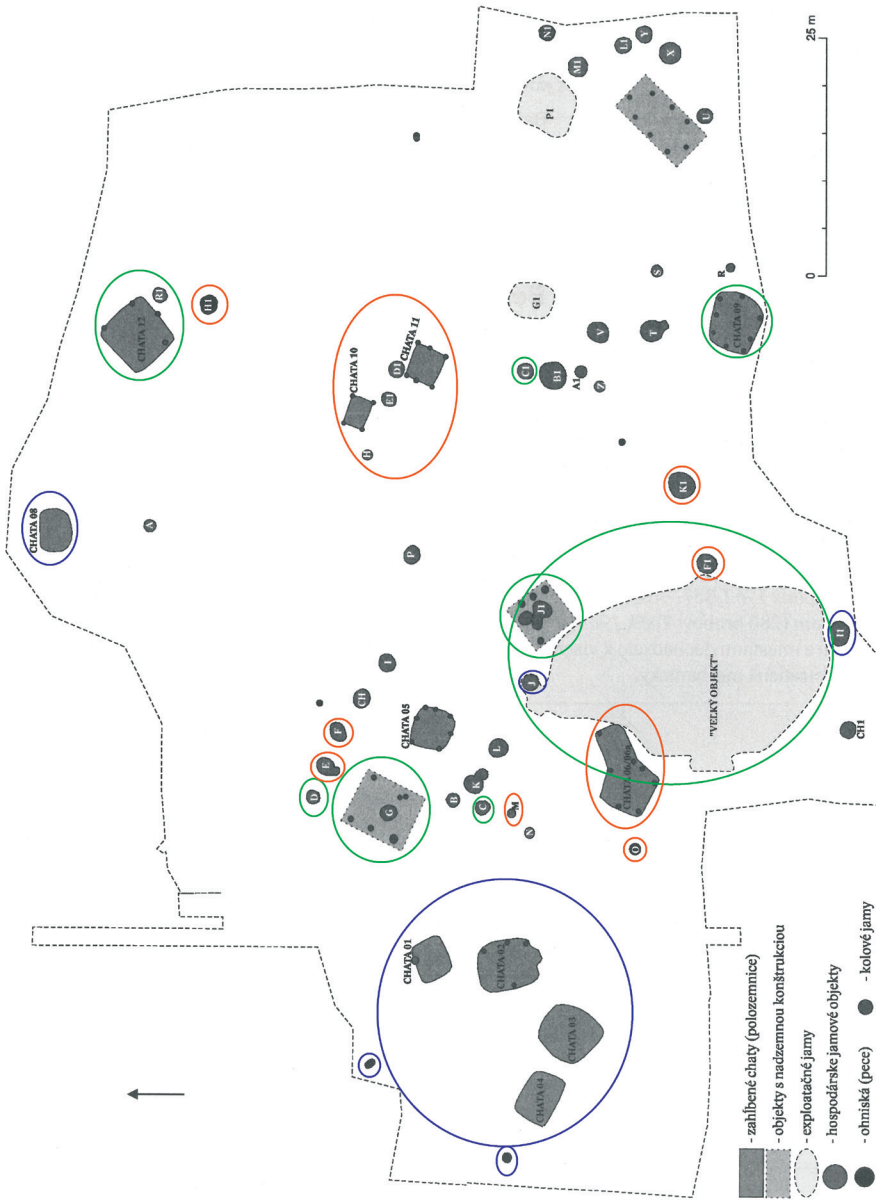 N1
Y
L1
X
M1
P1
U
25 m
0
S
R
G1
H1
R1
CHATA 12
CHATA 11
D1
CHATA 10
E1
H
V
T
CHATA 09
C1
B1
A1
Z
K1
CHATA 08
A
P
F1
J1
J
I1
"VEĽKÝ OBJEKT"
CH1
I
CH
F
E
D
CHATA 05
G
L
K
B
C
M
N
CHATA 06/06a
O
CHATA 01
CHATA 02
CHATA 03
CHATA 04
- zahĺbené chaty (polozemnice)
- objekty s nadzemnou konštrukciou
- exploatačné jamy
- hospodárske jamové objekty
- ohniská (pece)
- kolové jamy